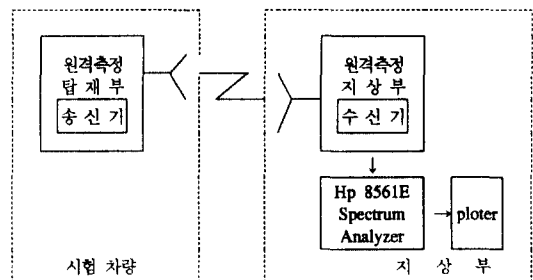 원격측정
탑 재 부
송 신 기
시험 차량
원격측정
지 상 부
수 신 기
Hp 8561E
Spectrum
Analyzer
ploter
지 상 부